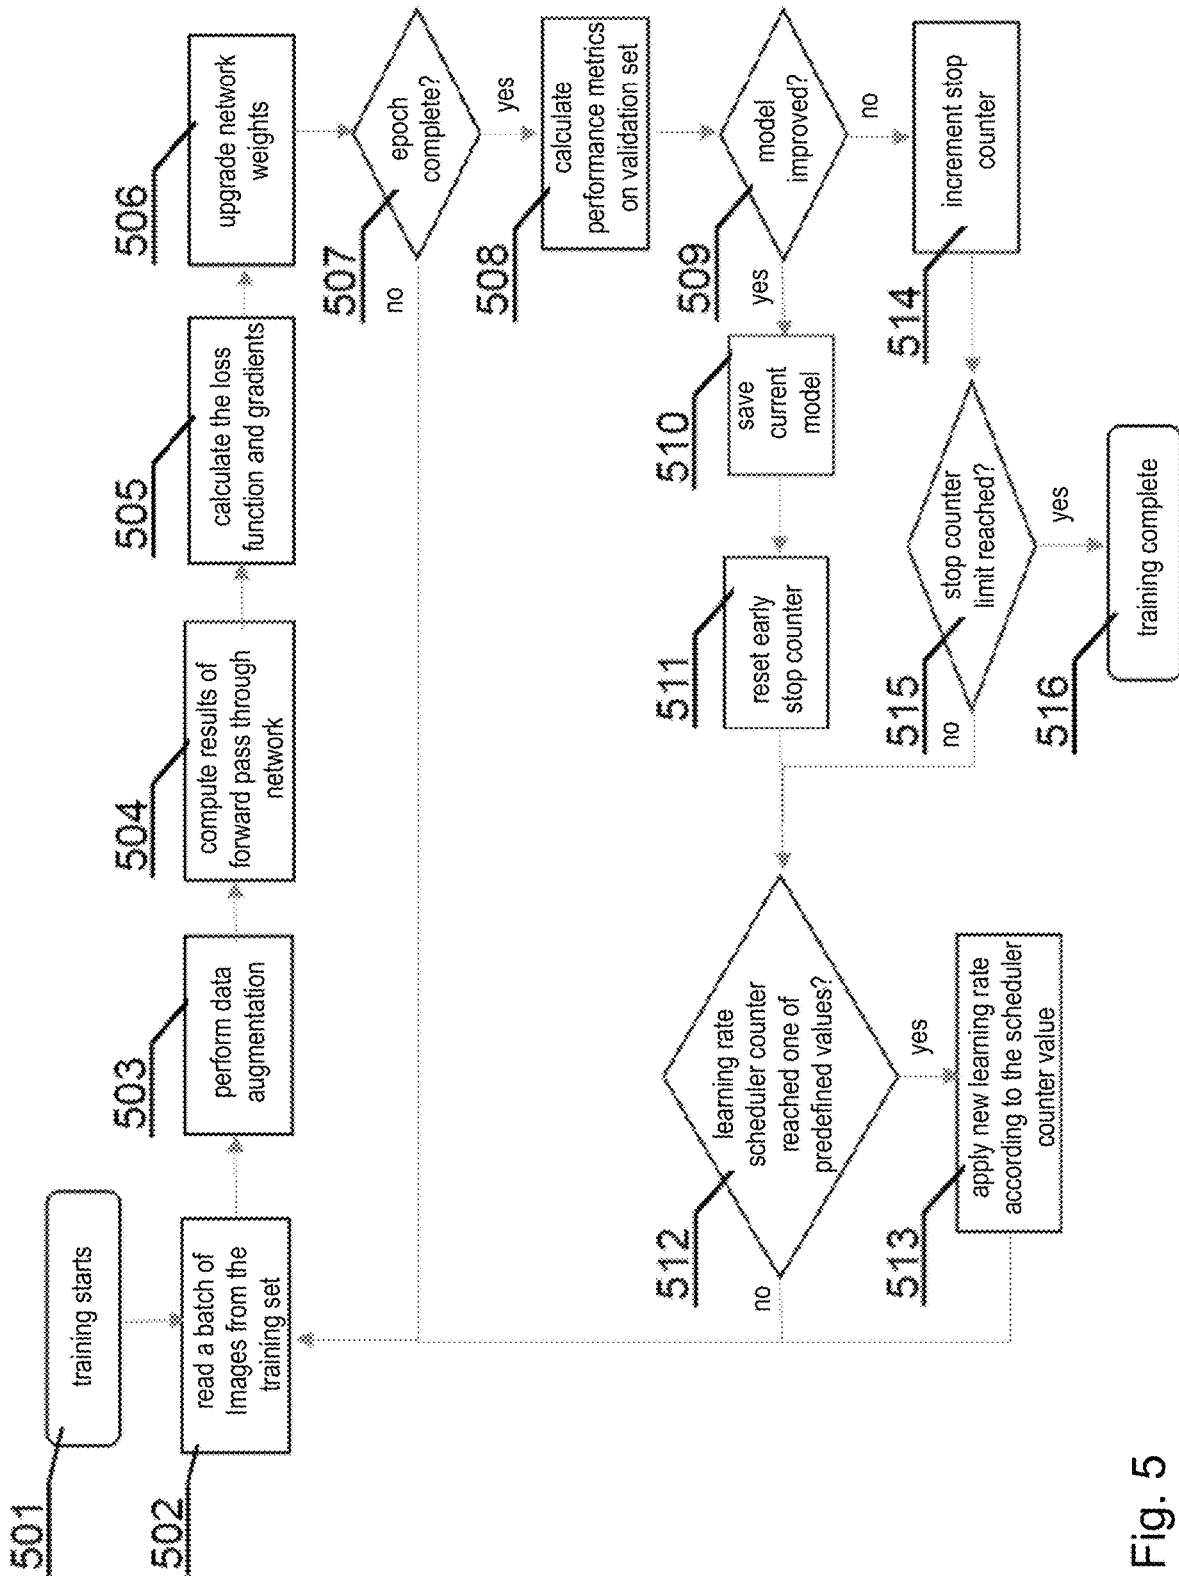 501
training starts
502
read a batch of
Images from the
training set
503
perform data
augmentation
504
compute results of
forward pass through
network
505
calculate the loss
function and gradients
506
upgrade network
weights
507
epoch
complete?
no
yes
508
calculate
performance metrics
on validation set
509
model
improved?
yes
no
510
save
current
model
511
reset early
stop counter
512
learning rate
scheduler counter
reached one of
predefined values?
no
yes
513
apply new learning rate
according to the scheduler
counter value
514
increment stop
counter
515
stop counter
limit reached?
no
yes
516
training complete
Fig. 5